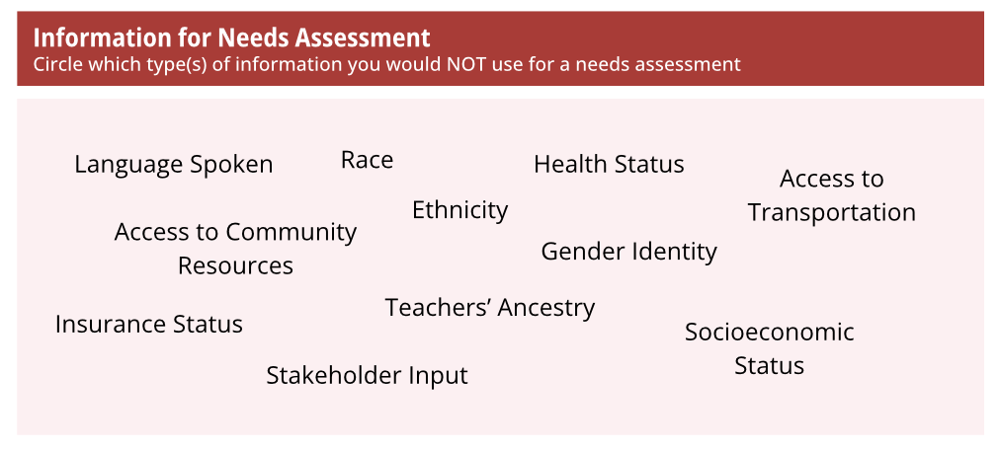 Information for Needs Assessment
Circle which type(s) of information you would NOT use for a needs assessment
Language Spoken
Race
Health Status
Access to
Transportation
Ethnicity
Access to Community
Resources
Gender Identity
Teachers’ Ancestry
Insurance Status
Socioeconomic
Status
Stakeholder Input